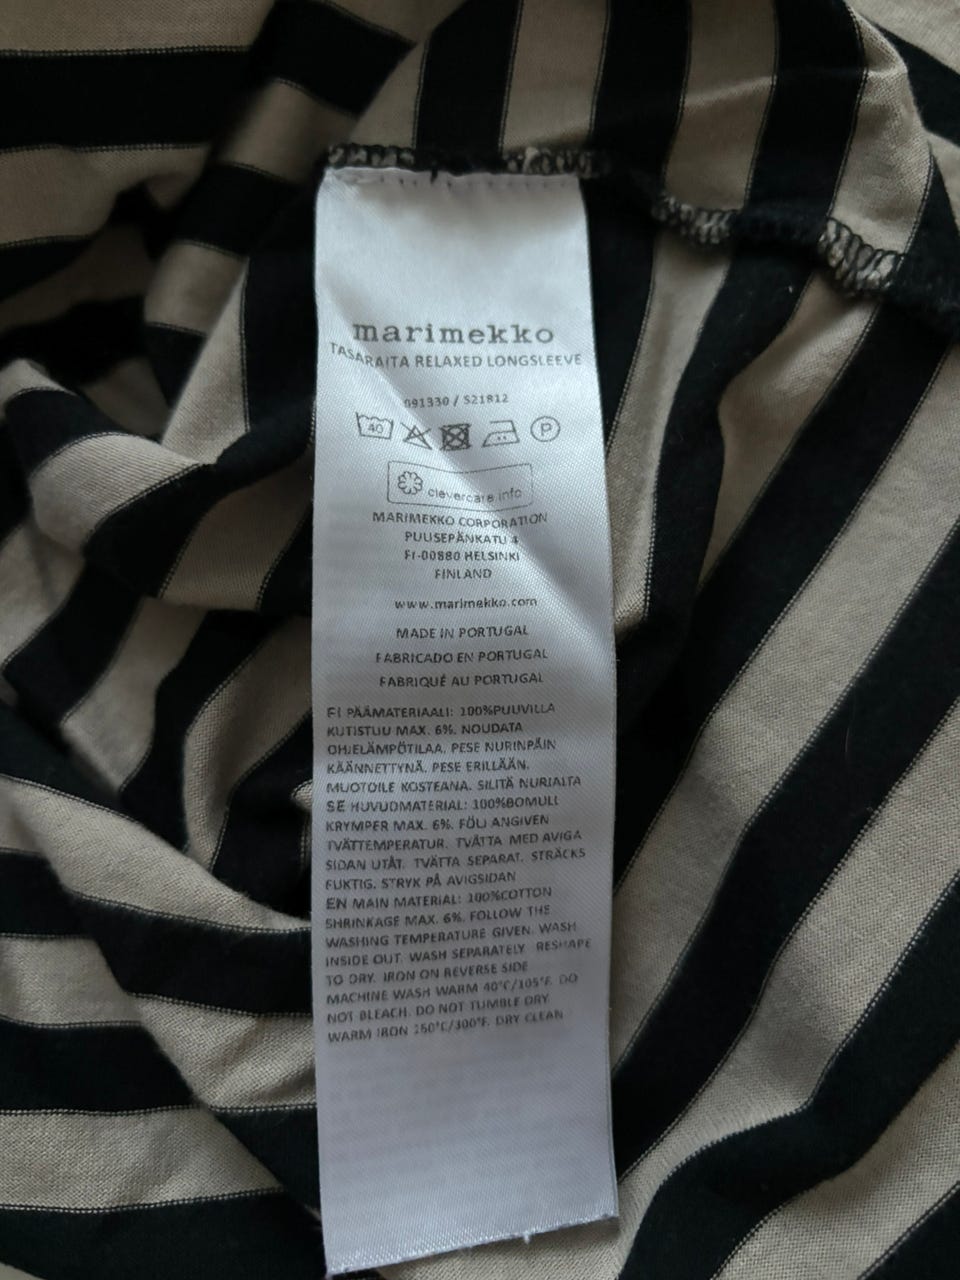 marimekko
TASARAITA RELAXED LONGSLEEVE
091330 / S21812
40 P
clevercare.info
MARIMEKKO CORPORATION
PUUSEPÄNKATU 4
FI-00880 HELSINKI
FINLAND
www.marimekko.com
MADE IN PORTUGAL
FABRICADO EN PORTUGAL
FABRIQUÉ AU PORTUGAL
FI PÄÄMATERIAALI: 100%PUUVILLA
KUTISTUU MAX. 6%. NOUDATA
OHJELÄMPÖTILAA. PESE NURINPÄIN
KÄÄNNETTYNÄ. PESE ERILLÄÄN.
MUOTOILE KOSTEANA. SILITÄ NURJALTA
SE HUVUDMATERIAL: 100%BOMULL
KRYMPER MAX. 6%. FÖLJ ANGIVEN
TVÄTTEMPERATUR. TVÄTTA MED AVIGA
SIDAN UTÅT. TVÄTTA SEPARAT. STRÄCKS
FUKTIG. STRYK PÅ AVIGSIDAN
EN MAIN MATERIAL: 100%COTTON
SHRINKAGE MAX. 6%. FOLLOW THE
WASHING TEMPERATURE GIVEN. WASH
INSIDE OUT. WASH SEPARATELY. RESHAPE
TO DRY. IRON ON REVERSE SIDE
MACHINE WASH WARM 40°C/105°F. DO
NOT BLEACH. DO NOT TUMBLE DRY.
WARM IRON 150°C/300°F. DRY CLEAN